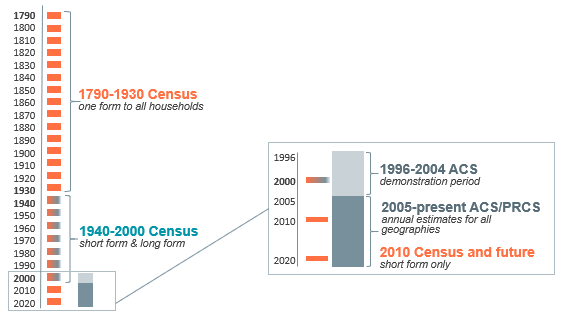 1790
1800
1810
1820
1830
1840
1850
1860
1870
1880
1890
1900
1910
1920
1930
1940
1950
1960
1970
1980
1990
2000
2010
2020
1790-1930 Census
one form to all households
1940-2000 Census
short form & long form
1996
2000
2005
2010
2020
1996-2004 ACS
demonstration period
2005-present ACS/PRCS
annual estimates for all
geographies
2010 Census and future
short form only